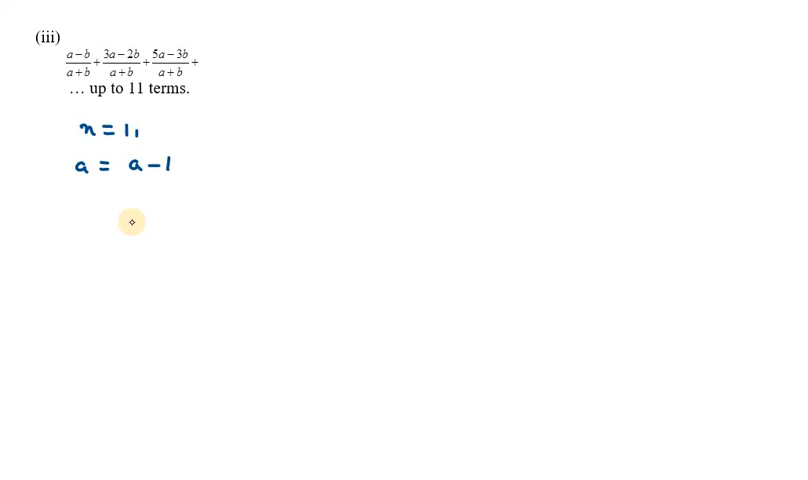 (iii)
a−b/a+b + 3a−2b/a+b + 5a−3b/a+b +
… up to 11 terms.
n = 11
a = a − 1